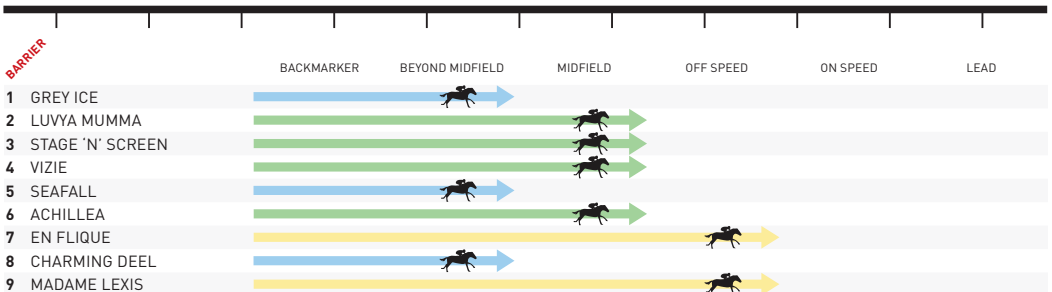 BARRIER
BACKMARKER BEYOND MIDFIELD MIDFIELD OFF SPEED ON SPEED LEAD
1 GREY ICE
2 LUVYA MUMMA
3 STAGE 'N' SCREEN
4 VIZIE
5 SEAFALL
6 ACHILLEA
7 EN FLIQUE
8 CHARMING DEEL
9 MADAME LEXIS